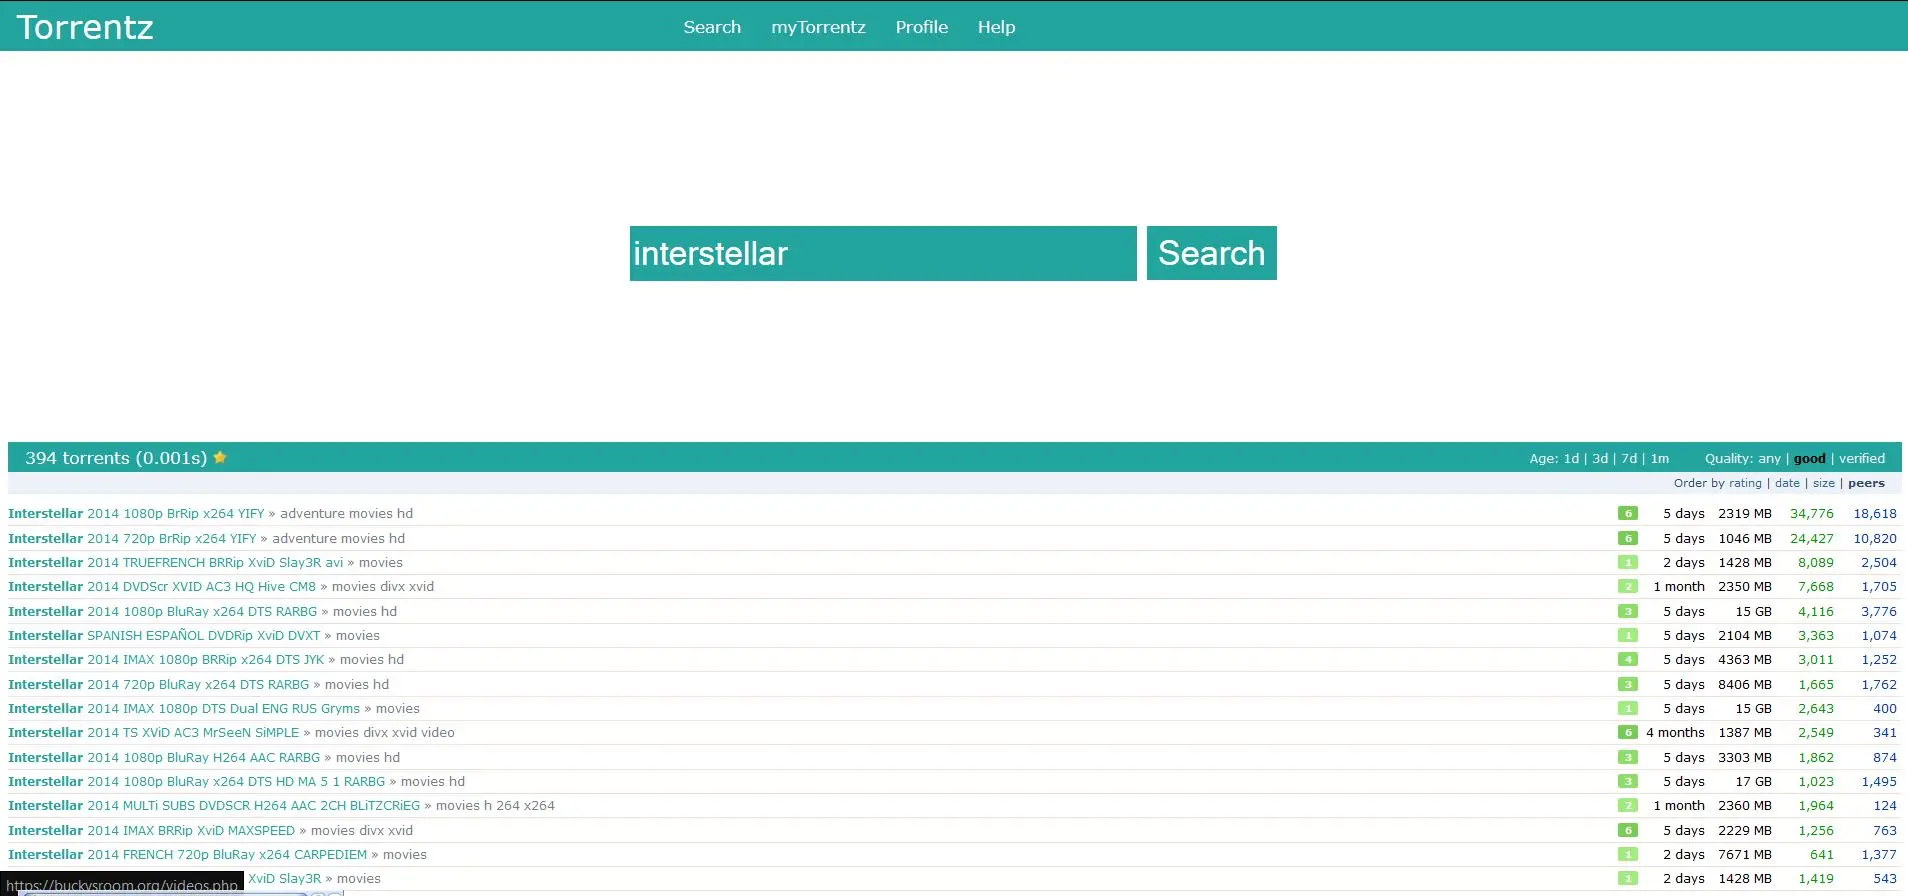 Torrentz Search myTorrentz Profile Help
interstellar Search
394 torrents (0.001s) Age: 1d | 3d | 7d | 1m Quality: any | good | verified
Order by rating | date | size | peers
Interstellar 2014 1080p BrRip x264 YIFY » adventure movies hd 6 5 days 2319 MB 34,776 18,618
Interstellar 2014 720p BrRip x264 YIFY » adventure movies hd 6 5 days 1046 MB 24,427 10,820
Interstellar 2014 TRUEFRENCH BRRip XviD Slay3R avi » movies 1 2 days 1428 MB 8,089 2,504
Interstellar 2014 DVDScr XVID AC3 HQ Hive CM8 » movies divx xvid 2 1 month 2350 MB 7,668 1,705
Interstellar 2014 1080p BluRay x264 DTS RARBG » movies hd 3 5 days 15 GB 4,116 3,776
Interstellar SPANISH ESPAÑOL DVDRip XviD DVXT » movies 1 5 days 2104 MB 3,363 1,074
Interstellar 2014 IMAX 1080p BRRip x264 DTS JYK » movies hd 4 5 days 4363 MB 3,011 1,252
Interstellar 2014 720p BluRay x264 DTS RARBG » movies hd 3 5 days 8406 MB 1,665 1,762
Interstellar 2014 IMAX 1080p DTS Dual ENG RUS Gryms » movies 1 5 days 15 GB 2,643 400
Interstellar 2014 TS XViD AC3 MrSeeN SiMPLE » movies divx xvid video 6 4 months 1387 MB 2,549 341
Interstellar 2014 1080p BluRay H264 AAC RARBG » movies hd 3 5 days 3303 MB 1,862 874
Interstellar 2014 1080p BluRay x264 DTS HD MA 5 1 RARBG » movies hd 3 5 days 17 GB 1,023 1,495
Interstellar 2014 MULTi SUBS DVDSCR H264 AAC 2CH BLiTZCRiEG » movies h 264 x264 2 1 month 2360 MB 1,964 124
Interstellar 2014 IMAX BRRip XviD MAXSPEED » movies divx xvid 6 5 days 2229 MB 1,256 763
Interstellar 2014 FRENCH 720p BluRay x264 CARPEDIEM » movies 1 2 days 7671 MB 641 1,377
https://buckysroom.org/videos.php XviD Slay3R » movies 1 2 days 1428 MB 1,419 543